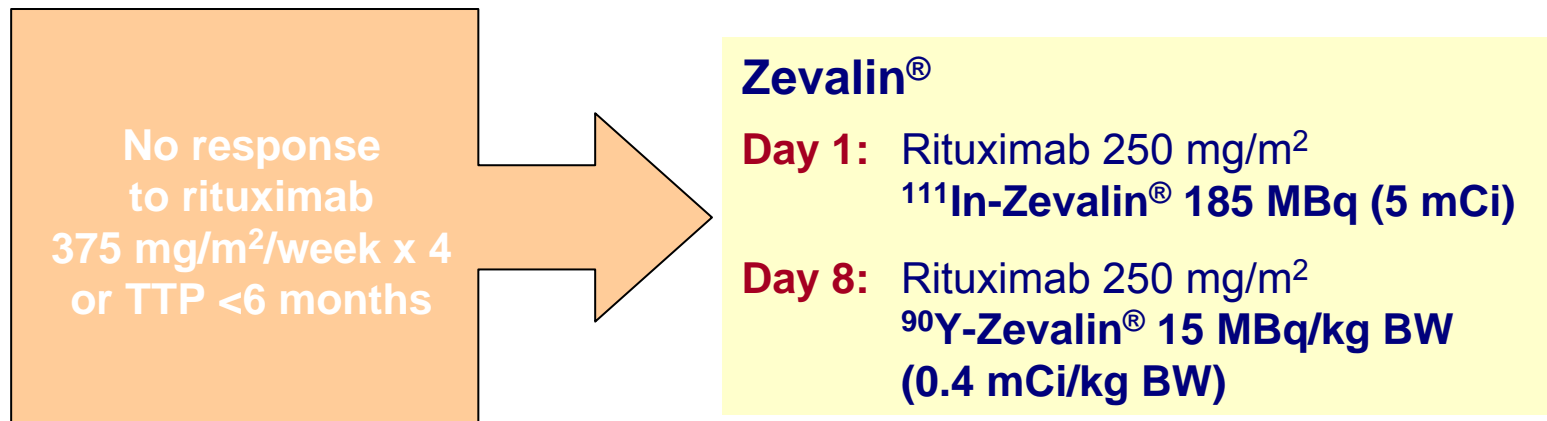 No response
to rituximab
375 mg/m²/week x 4
or TTP <6 months
Zevalin®
Day 1: Rituximab 250 mg/m²
¹¹¹In-Zevalin® 185 MBq (5 mCi)
Day 8: Rituximab 250 mg/m²
⁹⁰Y-Zevalin® 15 MBq/kg BW
(0.4 mCi/kg BW)